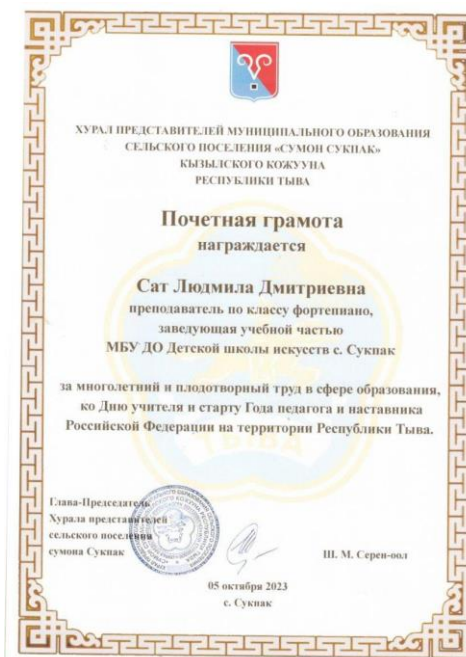 ХУРАЛ ПРЕДСТАВИТЕЛЕЙ МУНИЦИПАЛЬНОГО ОБРАЗОВАНИЯ
СЕЛЬСКОГО ПОСЕЛЕНИЯ «СУМОН СУКПАК»
КЫЗЫЛСКОГО КОЖУУНА
РЕСПУБЛИКИ ТЫВА
Почетная грамота
награждается
Сат Людмила Дмитриевна
преподаватель по классу фортепиано,
заведующая учебной частью
МБУ ДО Детской школы искусств с. Сукпак
за многолетний и плодотворный труд в сфере образования,
ко Дню учителя и старту Года педагога и наставника
Российской Федерации на территории Республики Тыва.
ТЫВА
Глава-Председатель
Хурала представителей
сельского поселения
сумона Сукпак
Ш. М. Серен-оол
05 октября 2023
с. Сукпак